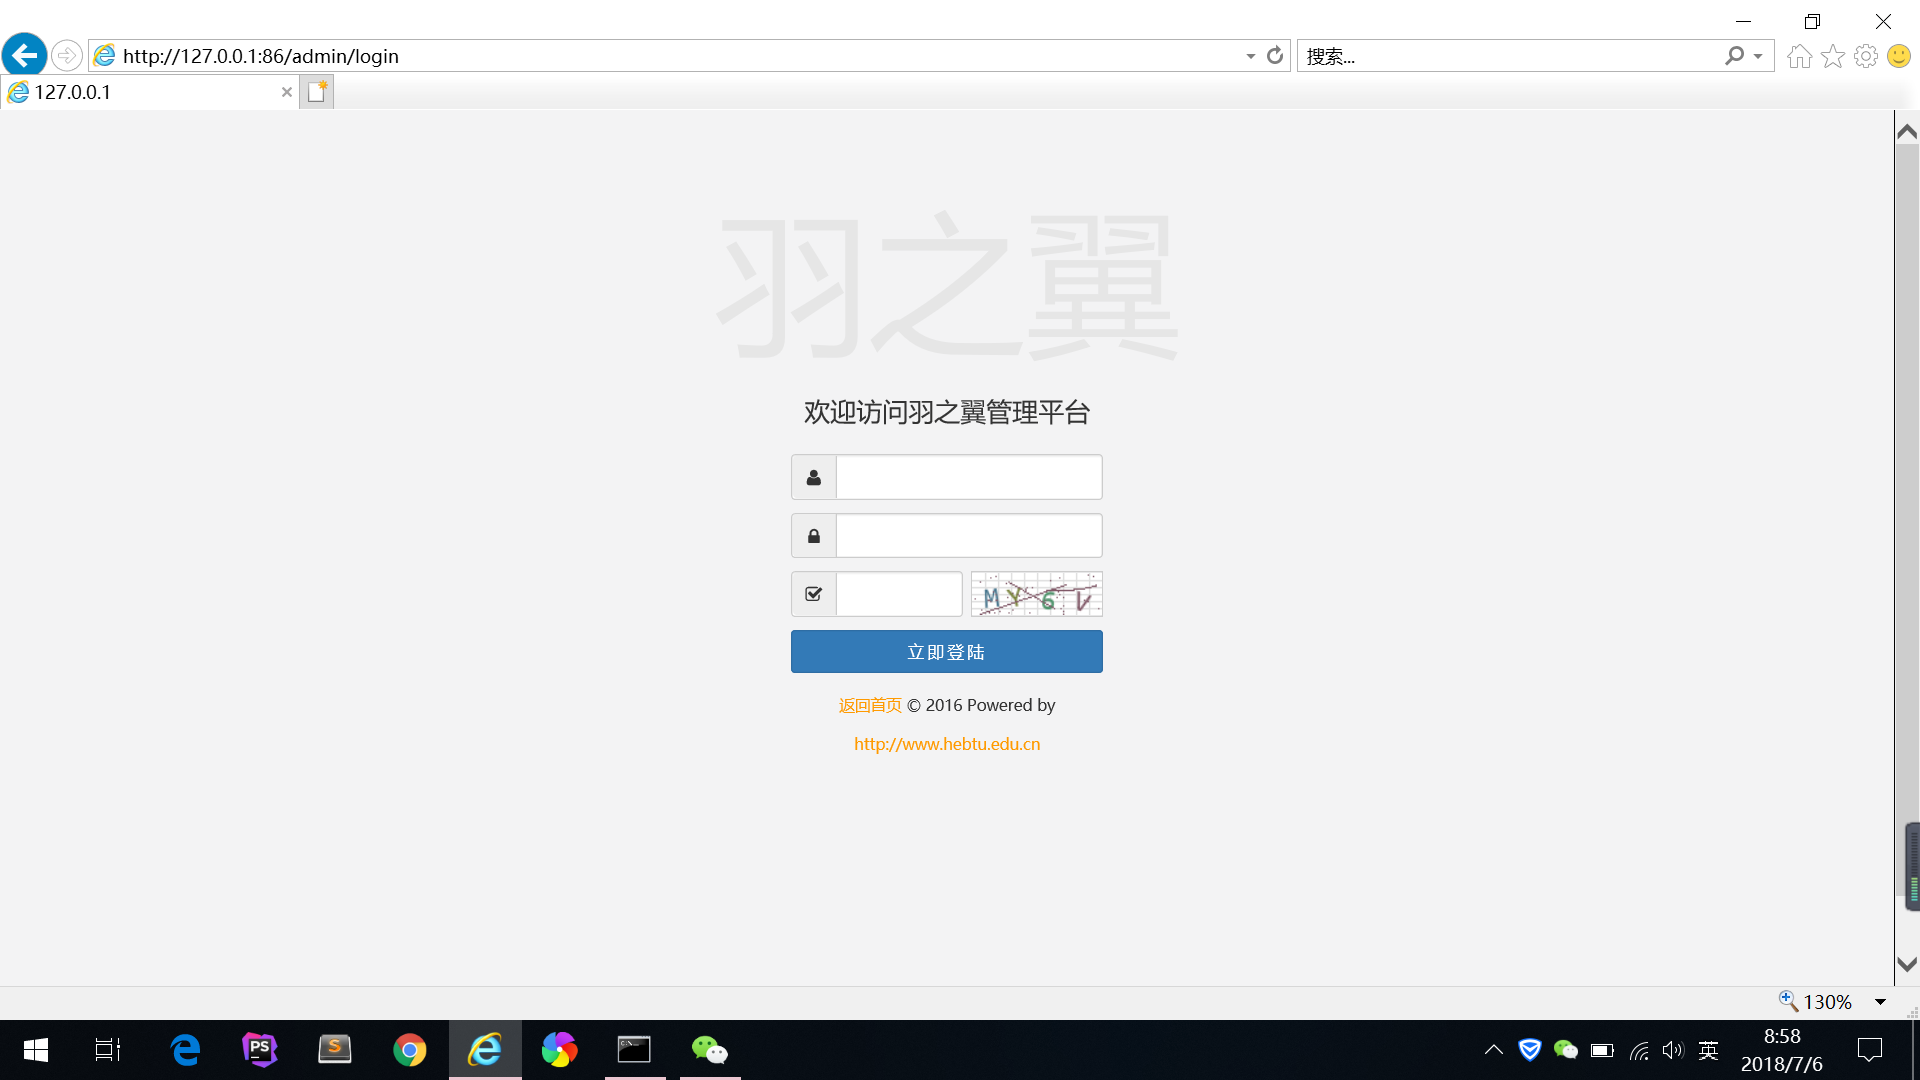 http://127.0.0.1:86/admin/login
搜索...
127.0.0.1
羽之翼
欢迎访问羽之翼管理平台
MY6V
立即登陆
返回首页 © 2016 Powered by
http://www.hebtu.edu.cn
130%
PS
S
C:\
英
8:58
2018/7/6